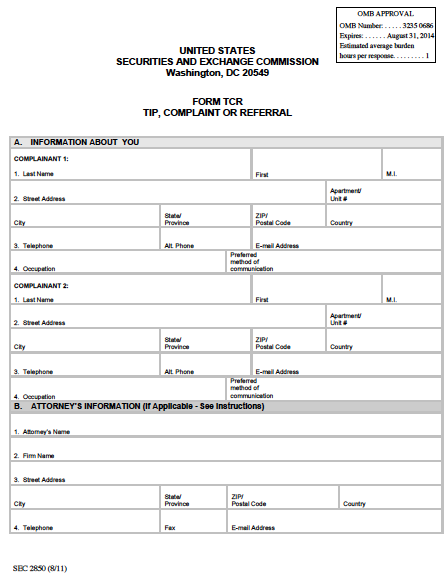 OMB APPROVAL
OMB Number: . . . . . 3235 0686
Expires: . . . . . . August 31, 2014
Estimated average burden
hours per response. . . . . . . . . 1
UNITED STATES
SECURITIES AND EXCHANGE COMMISSION
Washington, DC 20549
FORM TCR
TIP, COMPLAINT OR REFERRAL
A. INFORMATION ABOUT YOU
COMPLAINANT 1:
1. Last Name First M.I.
2. Street Address Apartment/ Unit #
City State/ Province ZIP/ Postal Code Country
3. Telephone Alt. Phone E-mail Address
4. Occupation Preferred method of communication
COMPLAINANT 2:
1. Last Name First M.I.
2. Street Address Apartment/ Unit #
City State/ Province ZIP/ Postal Code Country
3. Telephone Alt. Phone E-mail Address
4. Occupation Preferred method of communication
B. ATTORNEY'S INFORMATION (If Applicable - See Instructions)
1. Attorney's Name
2. Firm Name
3. Street Address
City State/ Province ZIP/ Postal Code Country
4. Telephone Fax E-mail Address
SEC 2850 (8/11)